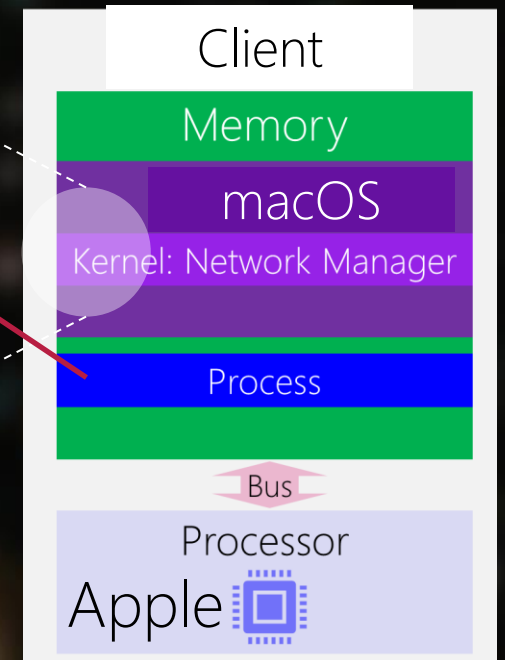 Client
Memory
macOS
Kernel: Network Manager
Process
Bus
Processor
Apple